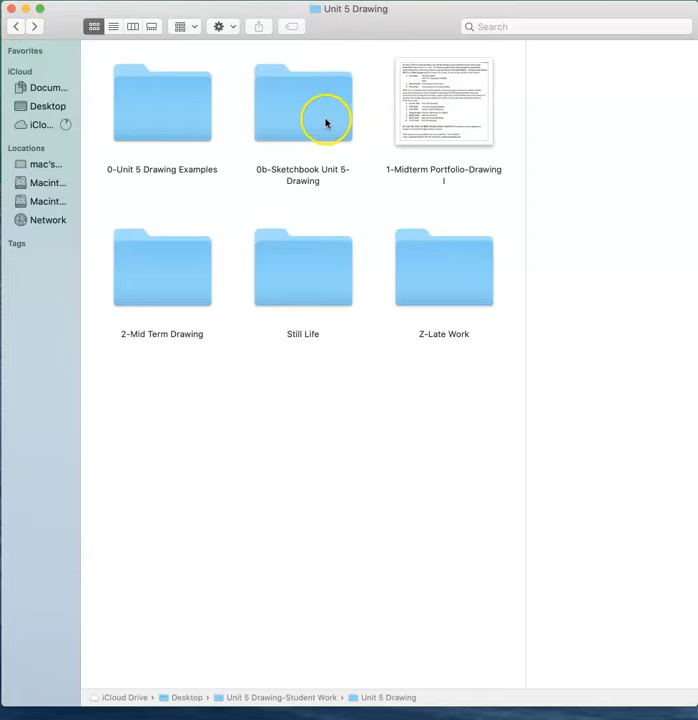 Unit 5 Drawing
Search
Favorites
iCloud
Docum...
Desktop
iClo...
Locations
mac's...
Macint...
Macint...
Network
Tags
0-Unit 5 Drawing Examples
0b-Sketchbook Unit 5-
Drawing
1-Midterm Portfolio-Drawing
I
2-Mid Term Drawing
Still Life
Z-Late Work
iCloud Drive › Desktop › Unit 5 Drawing-Student Work › Unit 5 Drawing